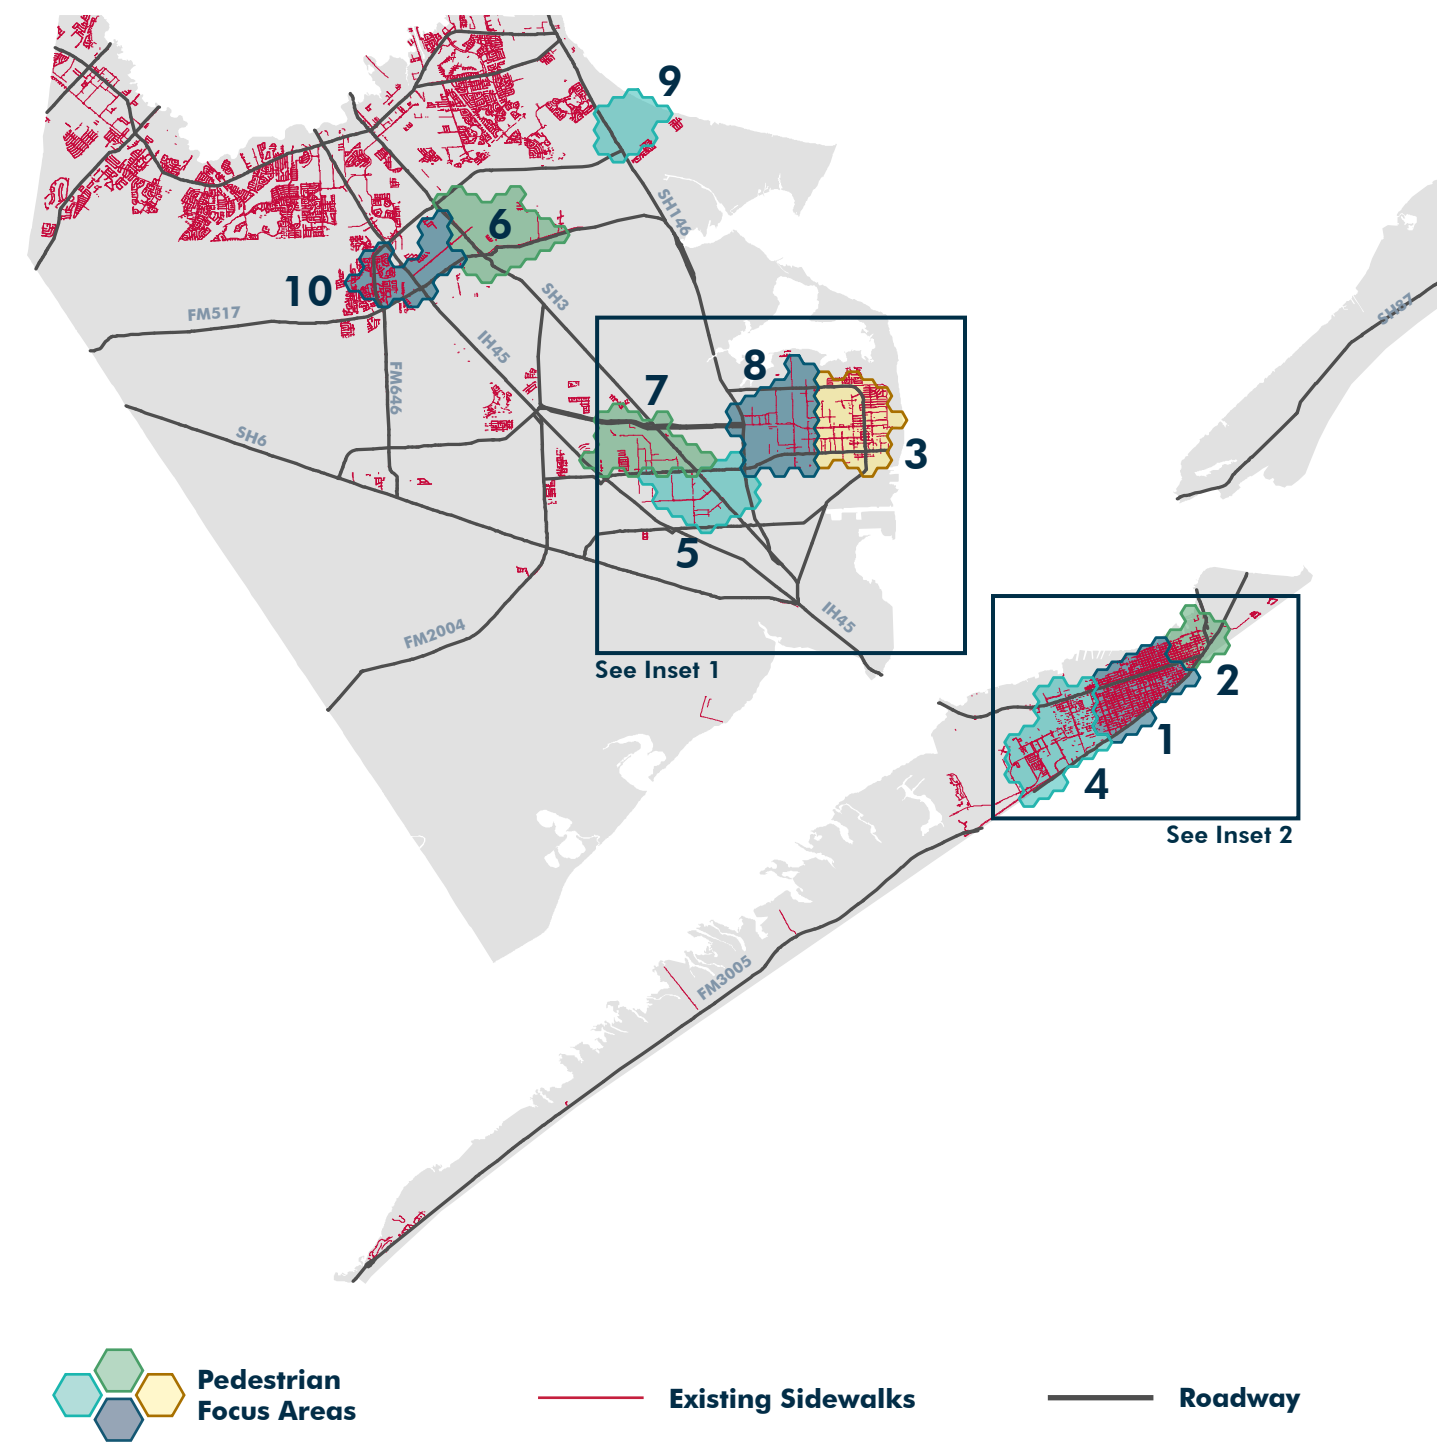 9
SH146
6
10
SH87
FM517
SH3
IH45
FM646
8
7
SH6
3
5
IH45
FM2004
See Inset 1
2
1
4
See Inset 2
FM3005
Pedestrian
Focus Areas
Existing Sidewalks
Roadway